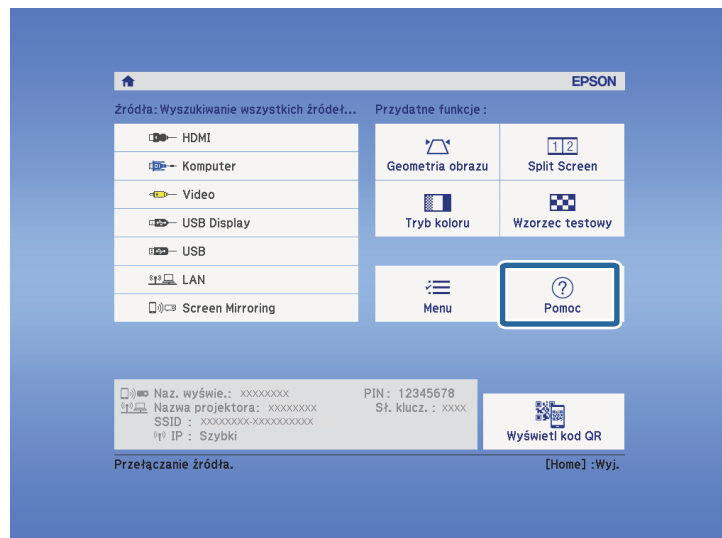 EPSON
Źródła: Wyszukiwanie wszystkich źródeł...
HDMI
Komputer
Video
USB Display
USB
LAN
Screen Mirroring
Przydatne funkcje :
Geometria obrazu
1 2
Split Screen
Tryb koloru
Wzorzec testowy
Menu
?
Pomoc
Naz. wyświe.: xxxxxxxx
PIN : 12345678
Nazwa projektora: xxxxxxxx
Sł. klucz. : xxxx
SSID : xxxxxxxx-xxxxxxxxxx
IP : Szybki
Wyświetl kod QR
Przełączanie źródła.
[Home] :Wyj.